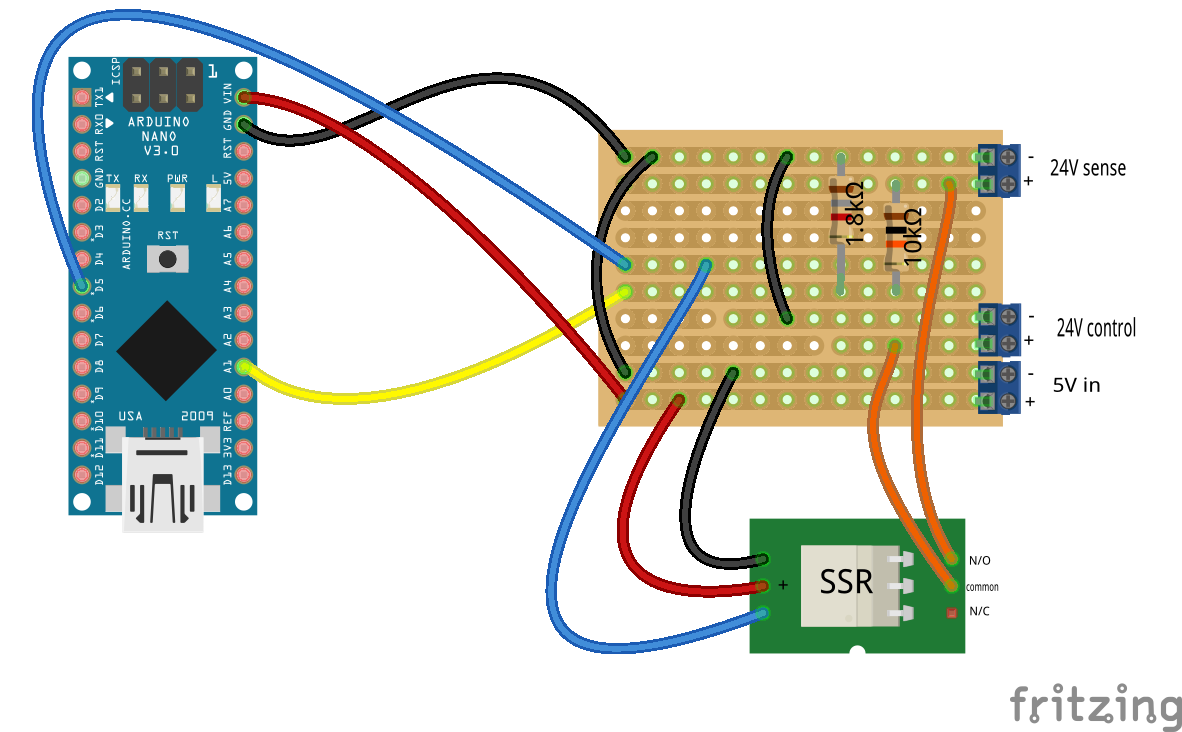 ICSP
1
TX1
RX0
RST
GND
D2
D3
D4
D5
D6
D7
D8
D9
D10
D11
D12
VIN
GND
RST
5V
A7
A6
A5
A4
A3
A2
A1
A0
REF
3V3
D13
ARDUINO
NANO
V3.0
TX RX PWR L
ARDUINO.CC
RST
USA 2009
1.8kΩ
10kΩ
-
+
24V sense
-
+
24V control
-
+
5V in
+
SSR
N/O
common
N/C
fritzing